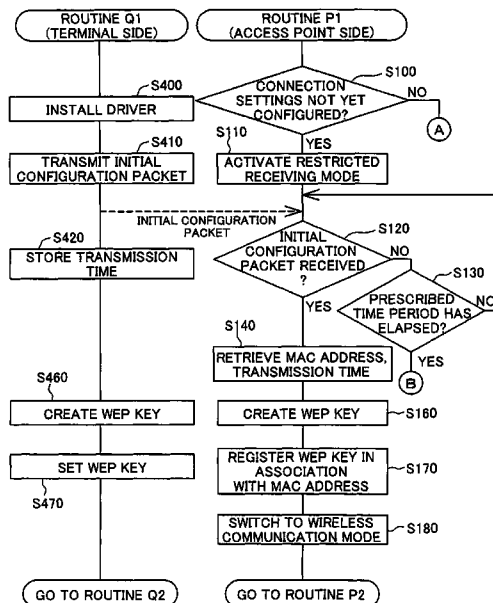 ROUTINE Q1
(TERMINAL SIDE)
ROUTINE P1
(ACCESS POINT SIDE)
S400
INSTALL DRIVER
S100
CONNECTION
SETTINGS NOT YET
CONFIGURED?
NO
A
S410
TRANSMIT INITIAL
CONFIGURATION PACKET
S110
YES
ACTIVATE RESTRICTED
RECEIVING MODE
INITIAL CONFIGURATION
PACKET
S420
STORE TRANSMISSION
TIME
S120
INITIAL
CONFIGURATION
PACKET RECEIVED
?
NO
S130
PRESCRIBED
TIME PERIOD HAS
ELAPSED?
NO
YES
YES
B
S140
RETRIEVE MAC ADDRESS,
TRANSMISSION TIME
S460
CREATE WEP KEY
CREATE WEP KEY
S160
SET WEP KEY
S470
REGISTER WEP KEY IN
ASSOCIATION
WITH MAC ADDRESS
S170
SWITCH TO WIRELESS
COMMUNICATION MODE
S180
GO TO ROUTINE Q2
GO TO ROUTINE P2